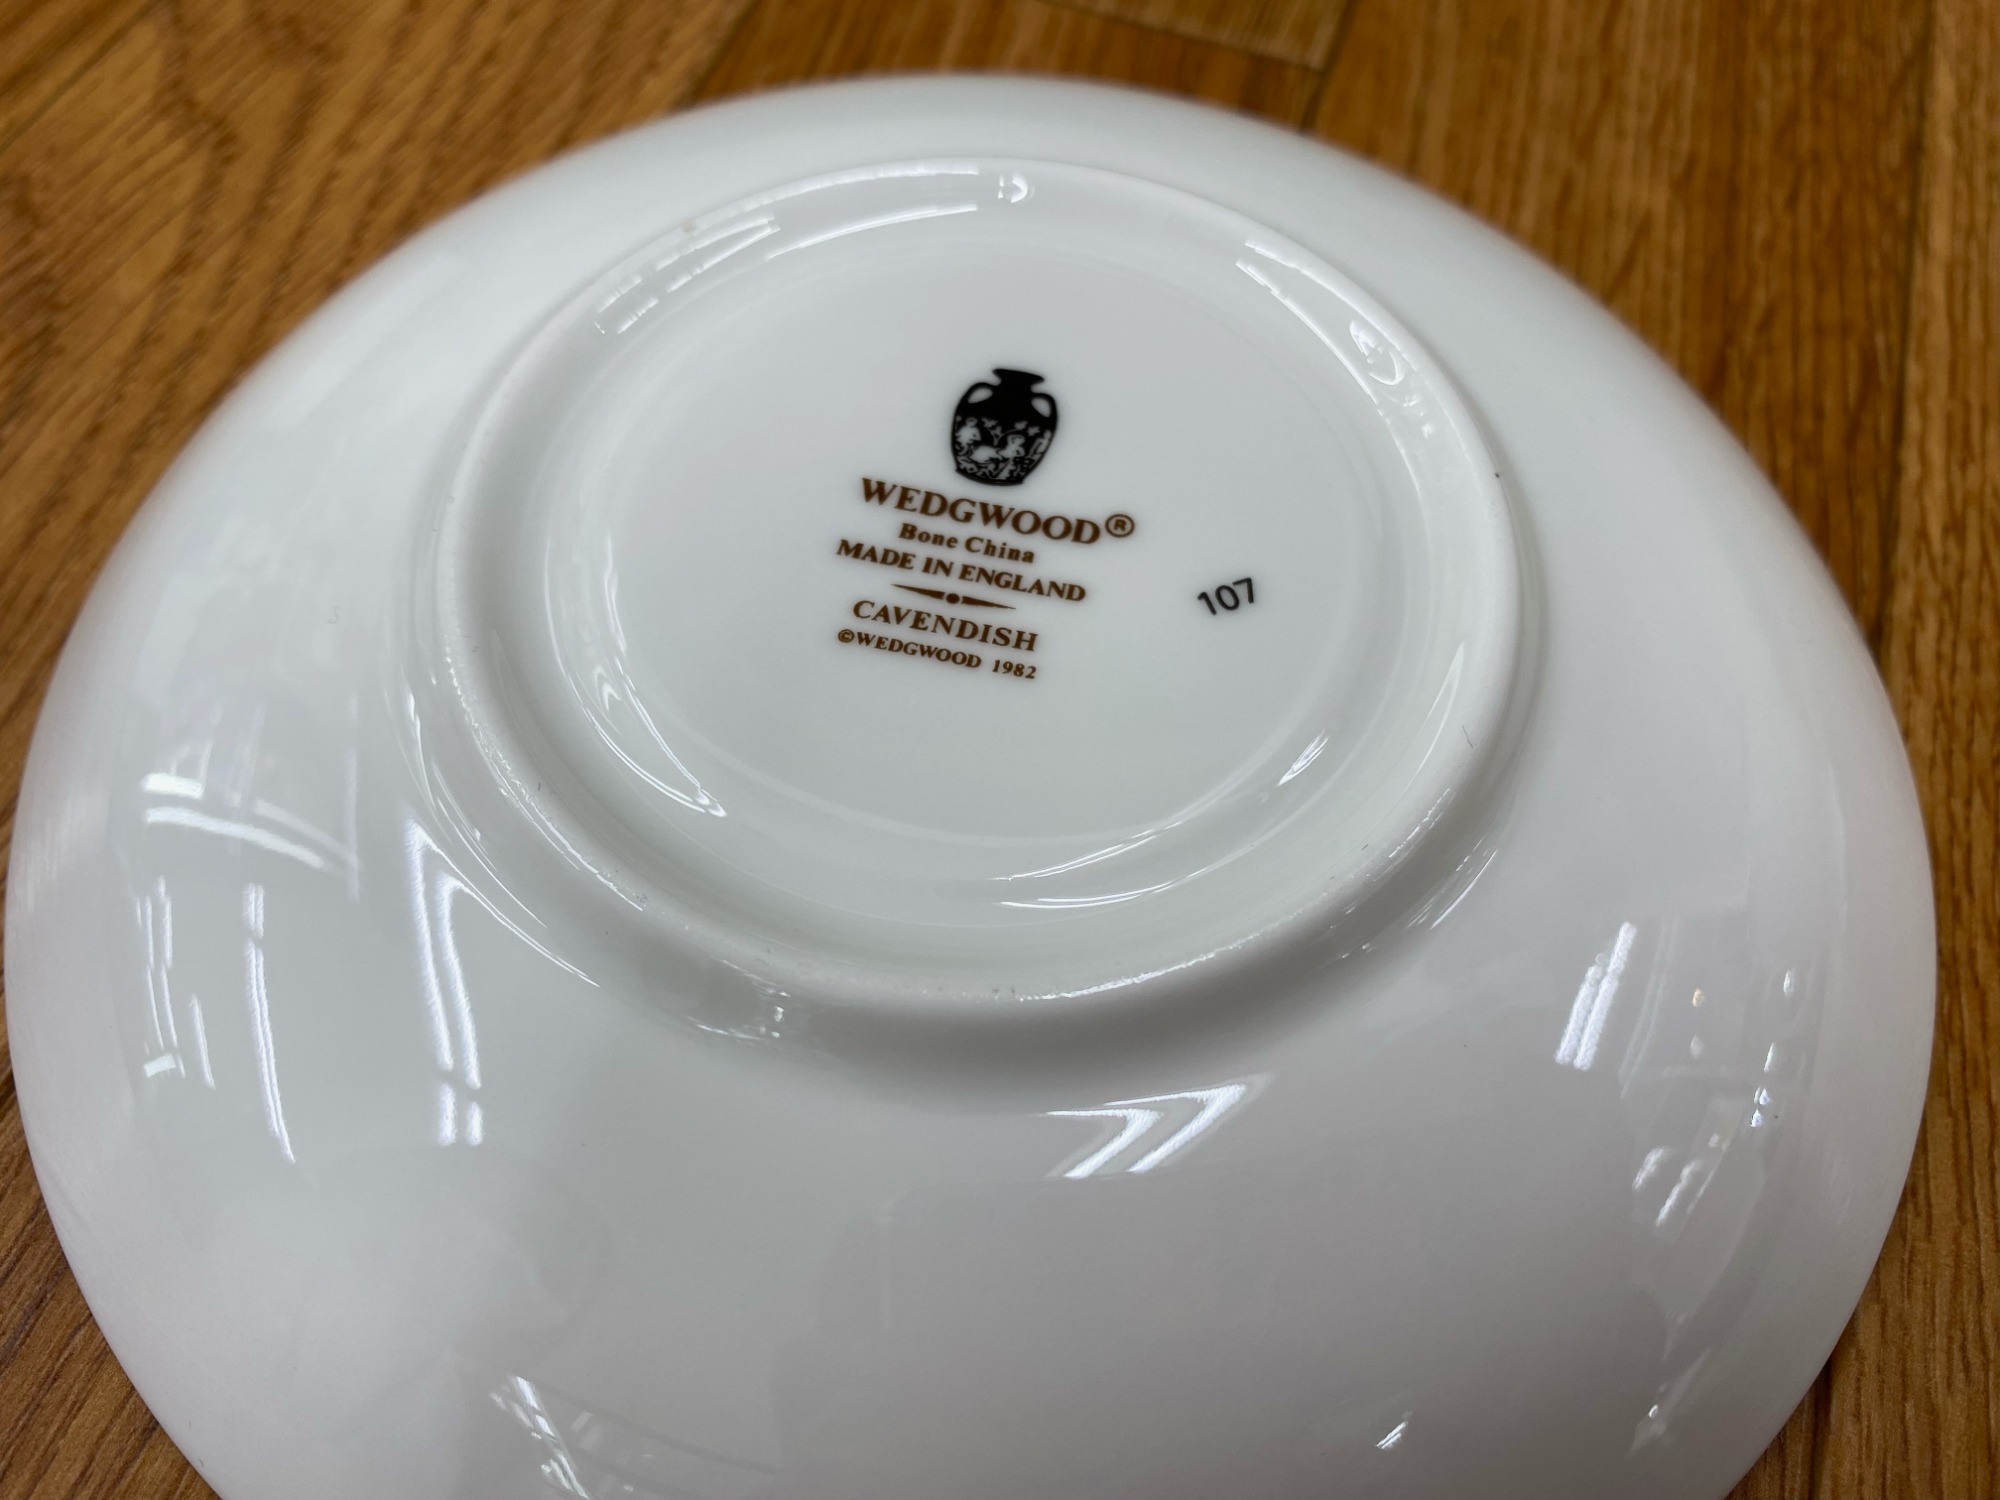 WEDGWOOD®
Bone China
MADE IN ENGLAND
CAVENDISH
©WEDGWOOD 1982
107